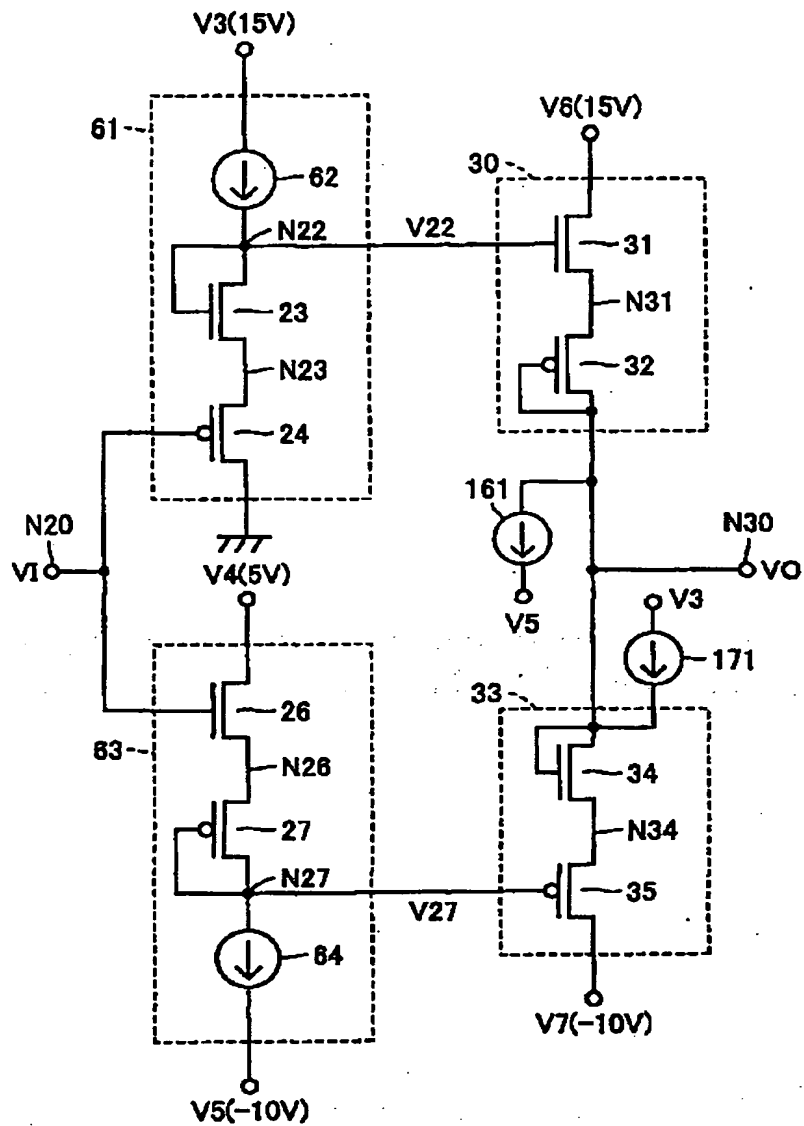 V3(15V)
61
62
N22
V22
23
N23
24
V6(15V)
30
31
N31
32
161
V5
N20
VI
N30
VO
V4(5V)
V3
171
33
63
26
N26
27
N27
V27
64
34
N34
35
V7(-10V)
V5(-10V)